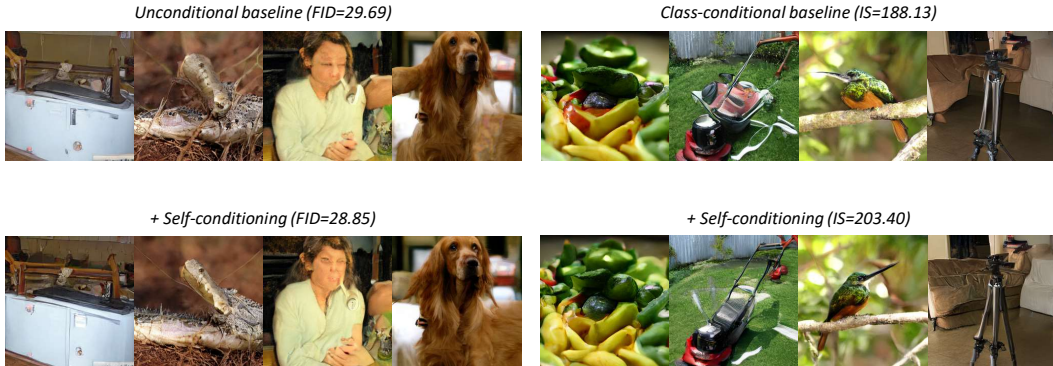 Unconditional baseline (FID=29.69)
Class-conditional baseline (IS=188.13)
+ Self-conditioning (FID=28.85)
+ Self-conditioning (IS=203.40)